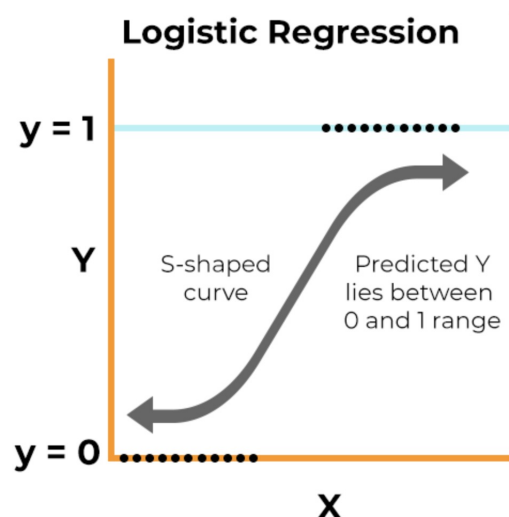 Logistic Regression
y = 1
Y
S-shaped
curve
Predicted Y
lies between
0 and 1 range
y = 0
X